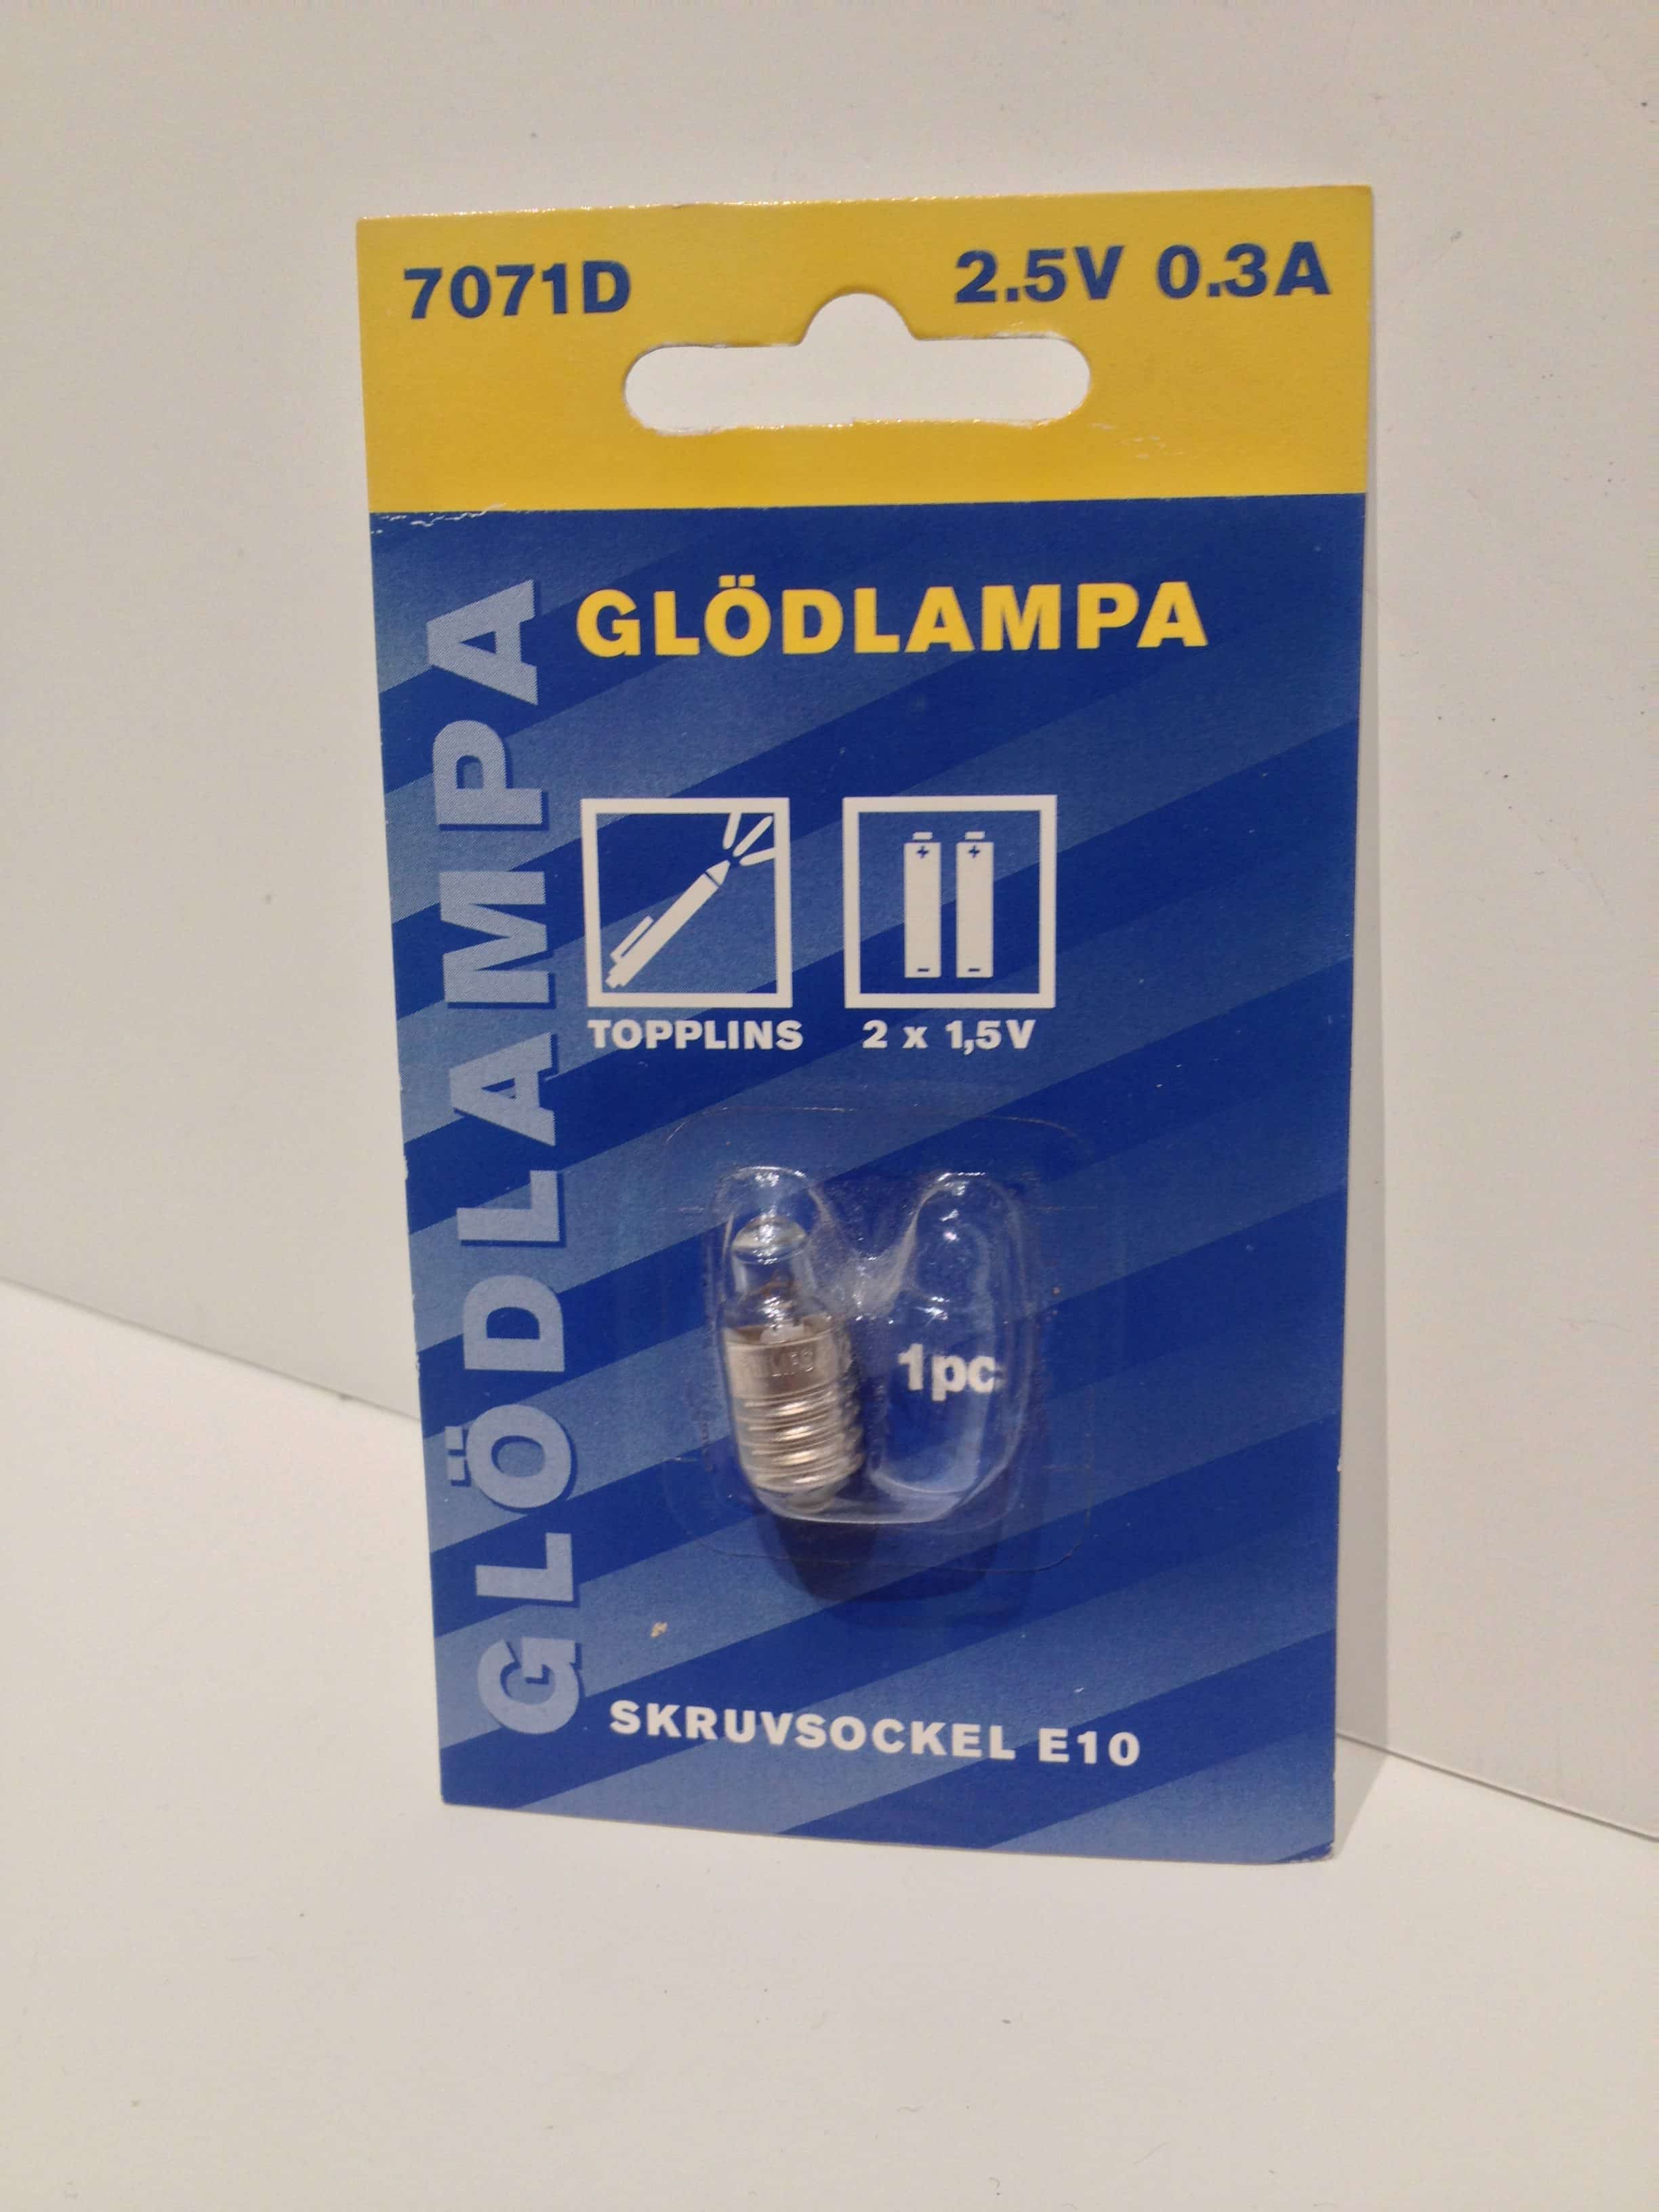 7071D
2.5V 0.3A
GLÖDLAMPA
GLÖDLAMPA
TOPPLINS
2 x 1,5V
1pc
SKRUVSOCKEL E10